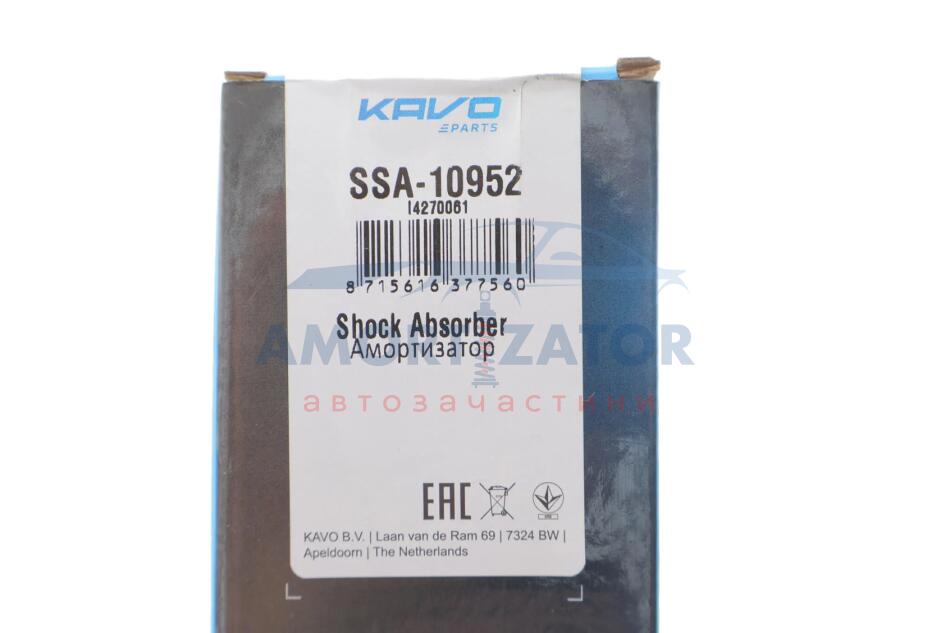 KAVO
PARTS
SSA-10952
14270061
8 715616 377560
Shock Absorber
Амортизатор
AMORTIZATOR
автозачастини
EAC
KAVO B.V. | Laan van de Ram 69 | 7324 BW |
Apeldoorn | The Netherlands